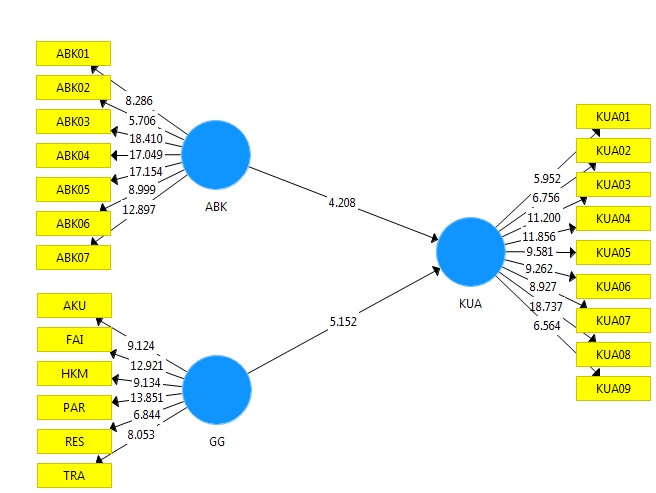 ABK01
ABK02
ABK03
ABK04
ABK05
ABK06
ABK07
8.286
5.706
18.410
17.049
17.154
8.999
12.897
ABK
4.208
AKU
FAI
HKM
PAR
RES
TRA
9.124
12.921
9.134
13.851
6.844
8.053
GG
5.152
KUA
5.952
6.756
11.200
11.856
9.581
9.262
8.927
18.737
6.564
KUA01
KUA02
KUA03
KUA04
KUA05
KUA06
KUA07
KUA08
KUA09